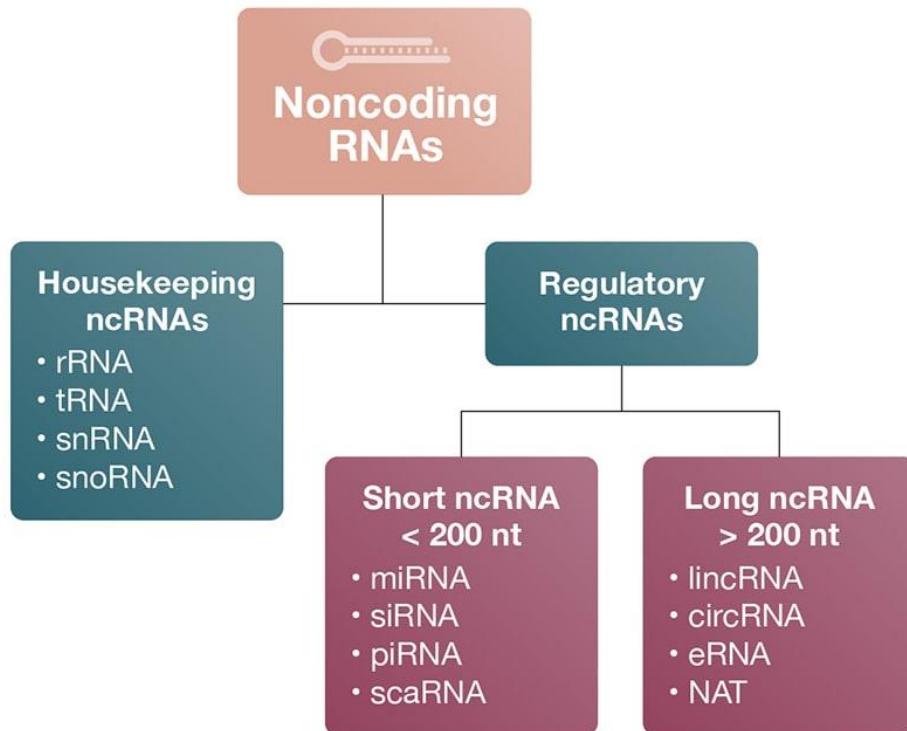 Noncoding
RNAs
Housekeeping
ncRNAs
• rRNA
• tRNA
• snRNA
• snoRNA
Regulatory
ncRNAs
Short ncRNA
< 200 nt
• miRNA
• siRNA
• piRNA
• scaRNA
Long ncRNA
> 200 nt
• lincRNA
• circRNA
• eRNA
• NAT